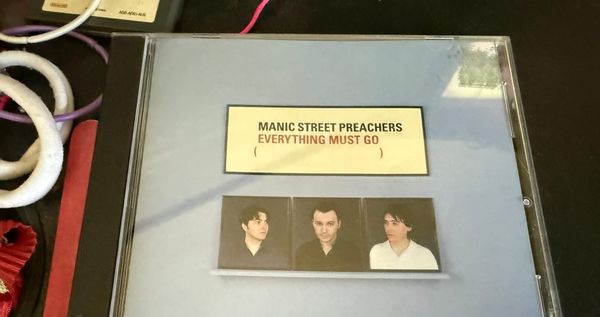 MANIC STREET PREACHERS
EVERYTHING MUST GO
( )